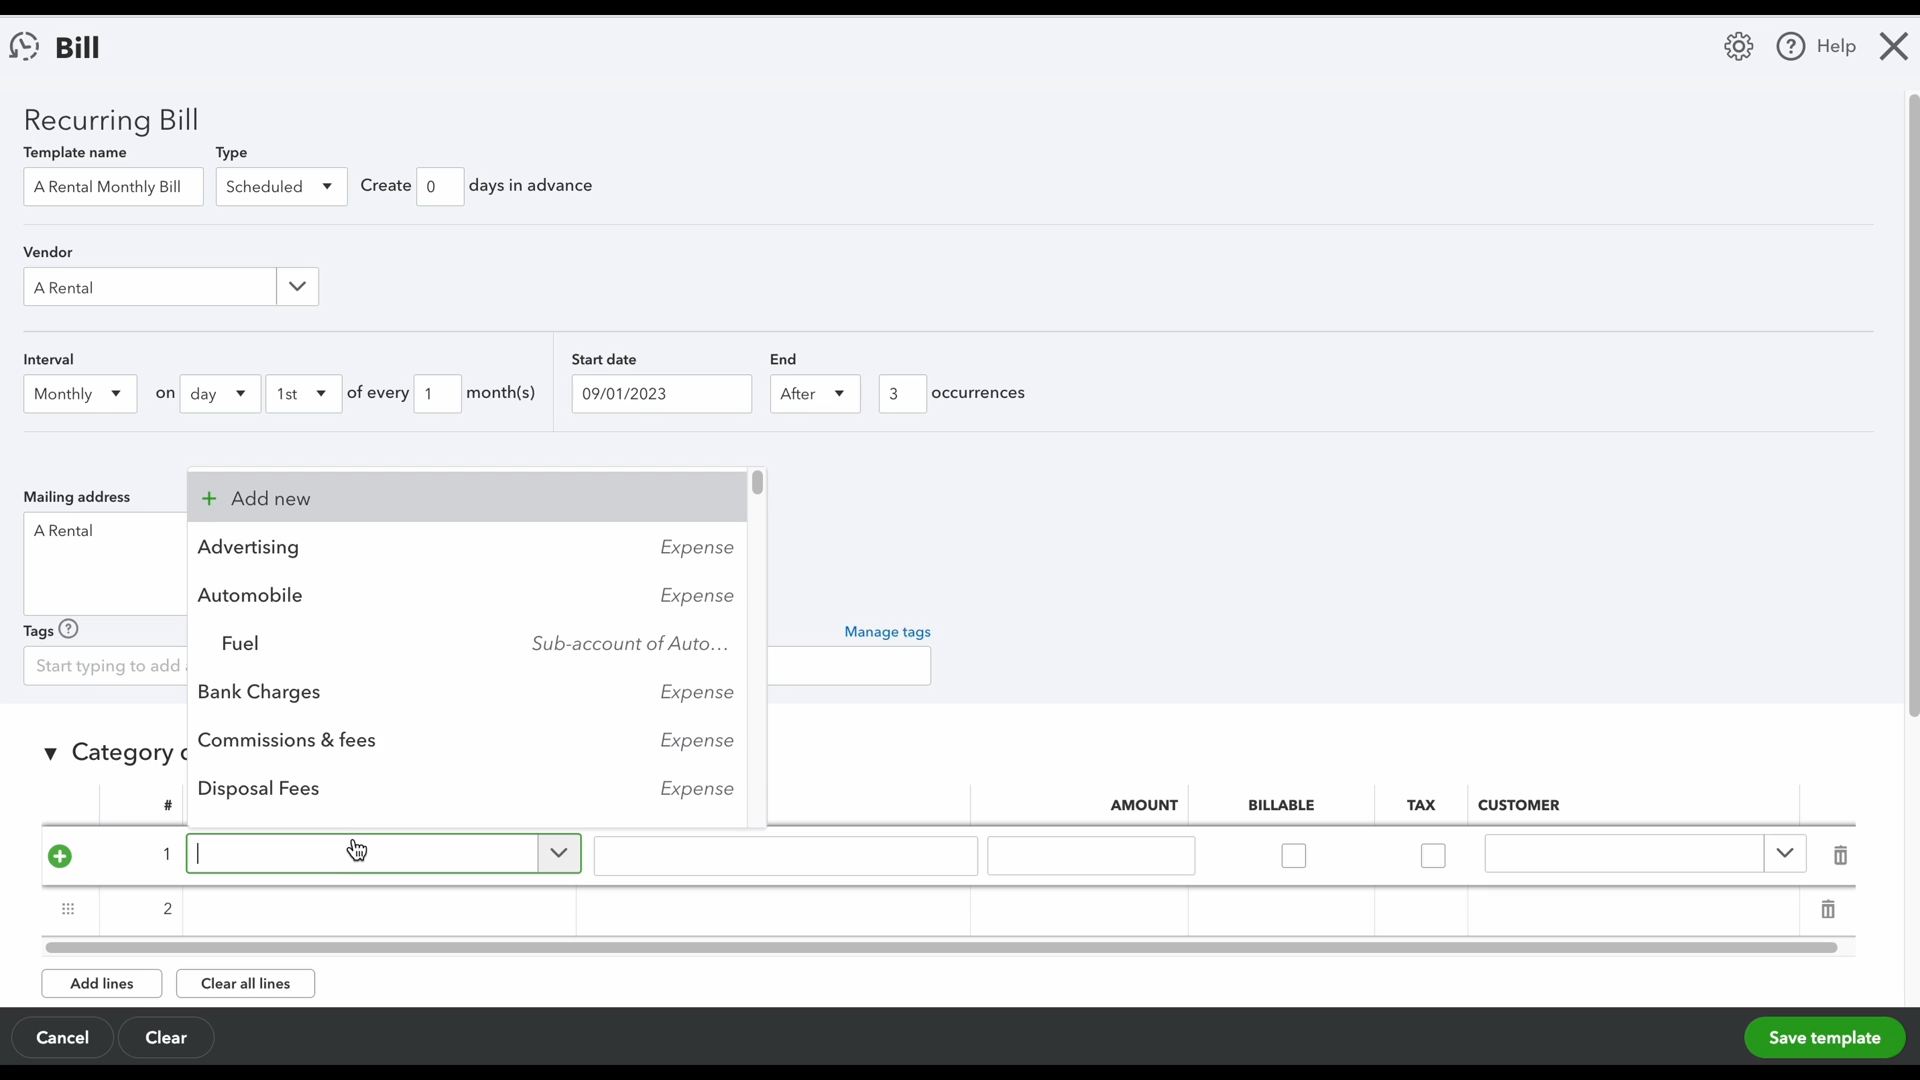 Bill
Help
Recurring Bill
Template name Type
A Rental Monthly Bill Scheduled Create 0 days in advance
Vendor
A Rental
Interval Start date End
Monthly on day 1st of every 1 month(s) 09/01/2023 After 3 occurrences
Mailing address
A Rental
+ Add new
Advertising Expense
Automobile Expense
Fuel Sub-account of Auto...
Bank Charges Expense
Commissions & fees Expense
Disposal Fees Expense
Tags ? Manage tags
Start typing to add
Category
# AMOUNT BILLABLE TAX CUSTOMER
1
2
Add lines Clear all lines
Cancel Clear Save template